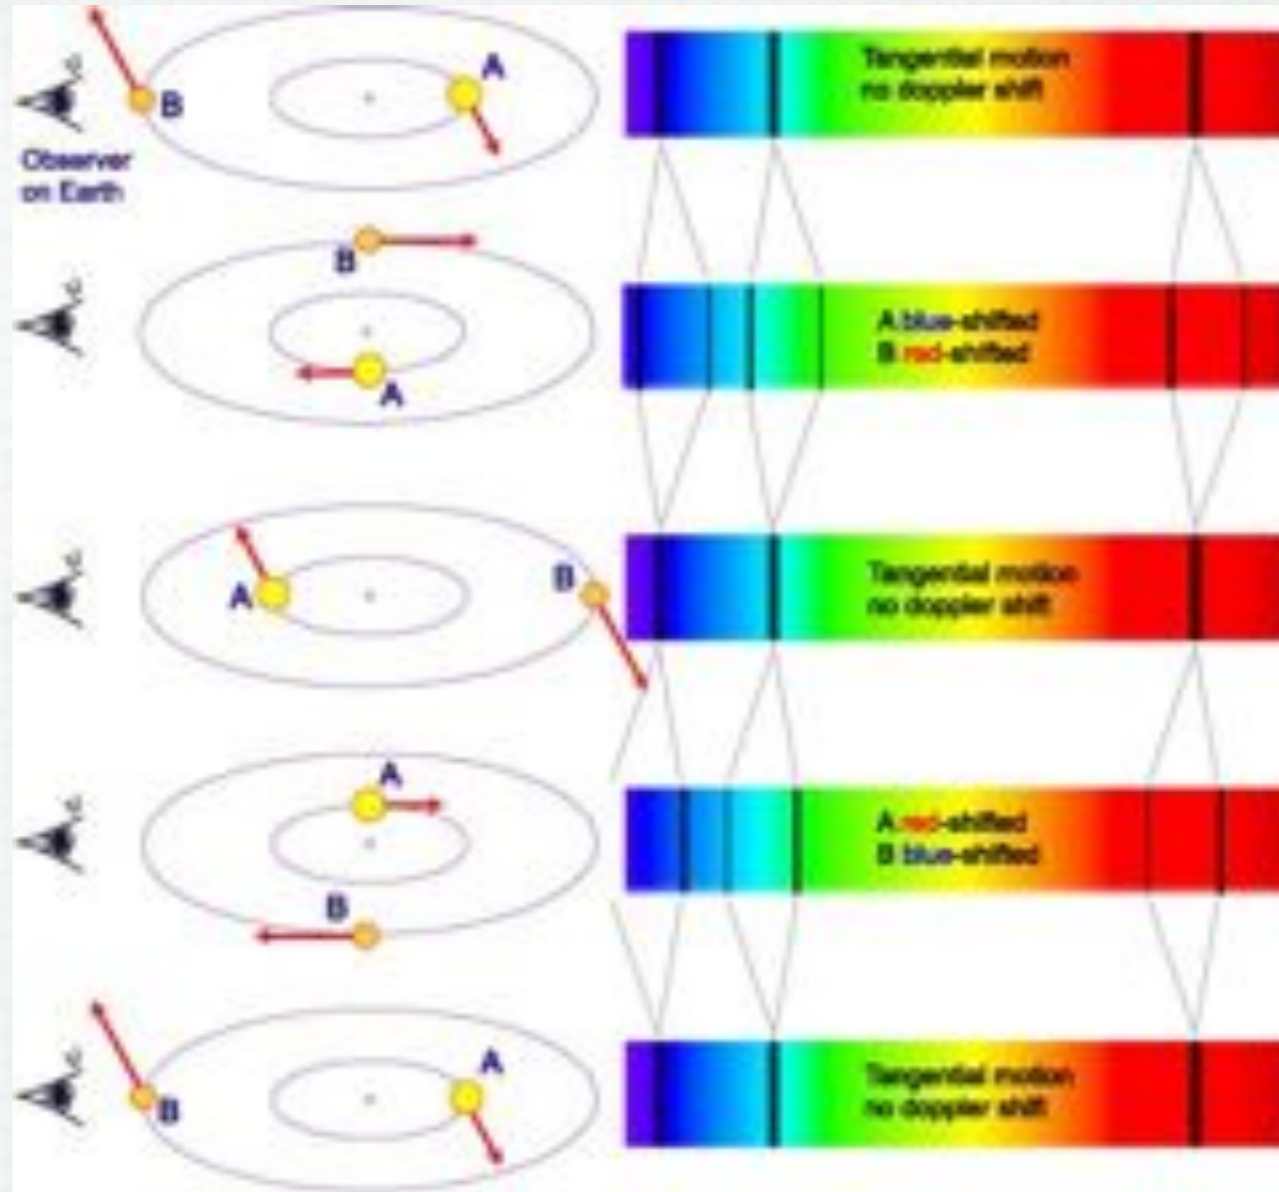 B
A
Tangential motion
no doppler shift
Observer
on Earth
B
A
A blue-shifted
B red-shifted
A
B
Tangential motion
no doppler shift
A
B
A red-shifted
B blue-shifted
B
A
Tangential motion
no doppler shift